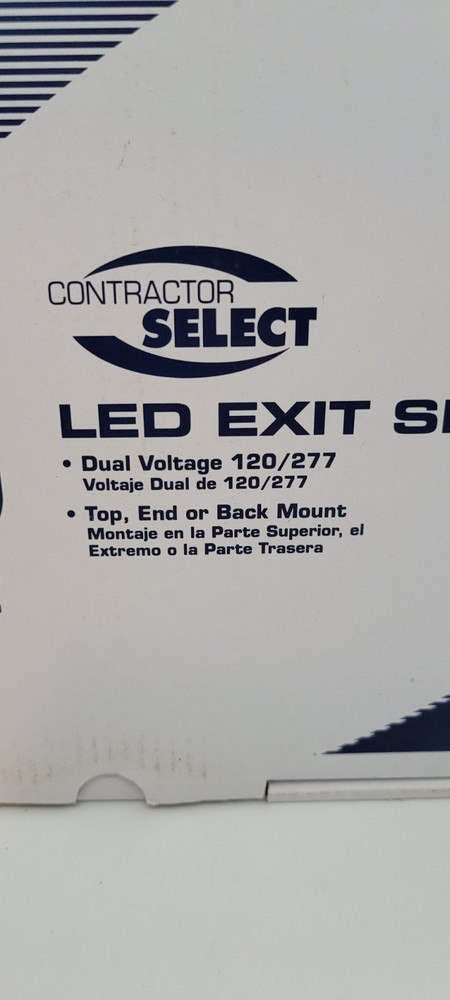 CONTRACTOR
SELECT
LED EXIT
• Dual Voltage 120/277
Voltaje Dual de 120/277
• Top, End or Back Mount
Montaje en la Parte Superior, el
Extremo o la Parte Trasera